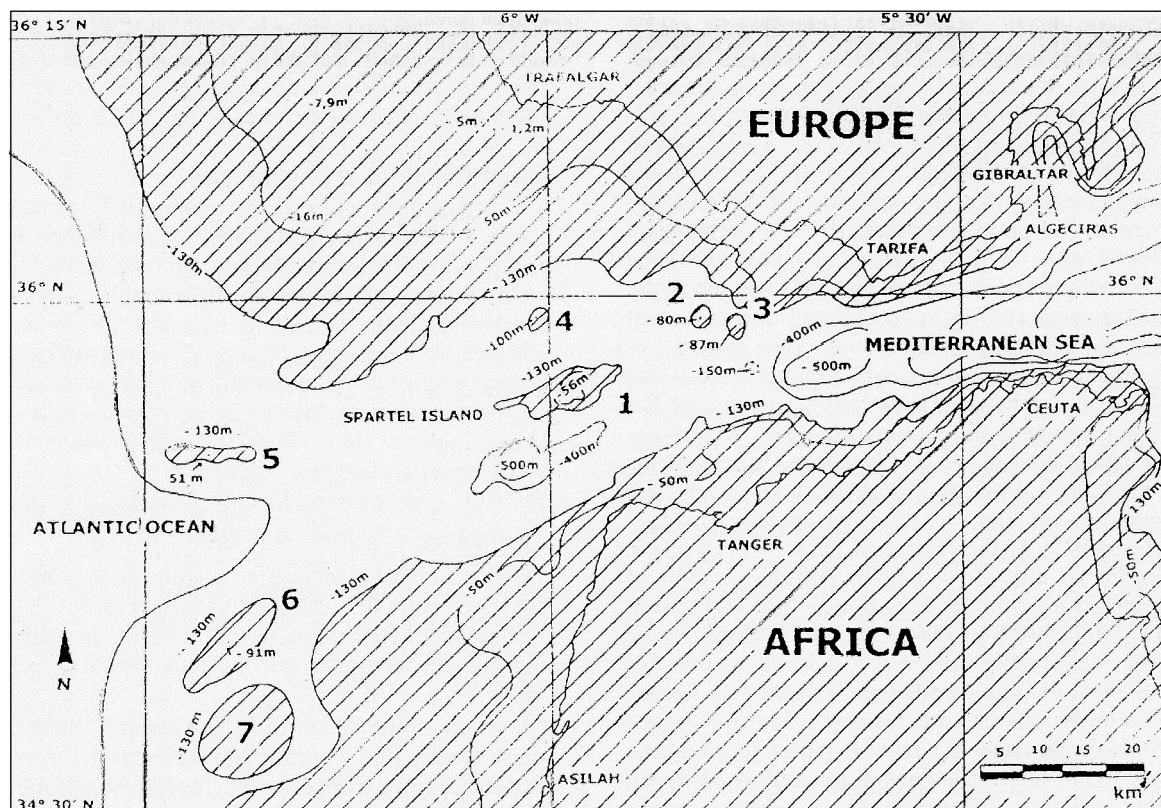 36° 15' N
6° W
5° 30' W
TRAFALGAR
-7,9m
- 5m
- 1,2m
EUROPE
GIBRALTAR
-16m
50m
ALGECIRAS
TARIFA
-130m
-130m
36° N
36° N
2
3
4
-80m
-100m
- 87m
-400m
MEDITERRANEAN SEA
-150m
- 500m
-130m
-56m
SPARTEL ISLAND
1
- 130m
CEUTA
-130m
5
500m
-400m
51 m
- 50m
-130m
ATLANTIC OCEAN
TANGER
-50m
6
-130m
-50m
-130m
- 91m
AFRICA
N
7
-130 m
5 10 15 20
km
ASILAH
34° 30' N